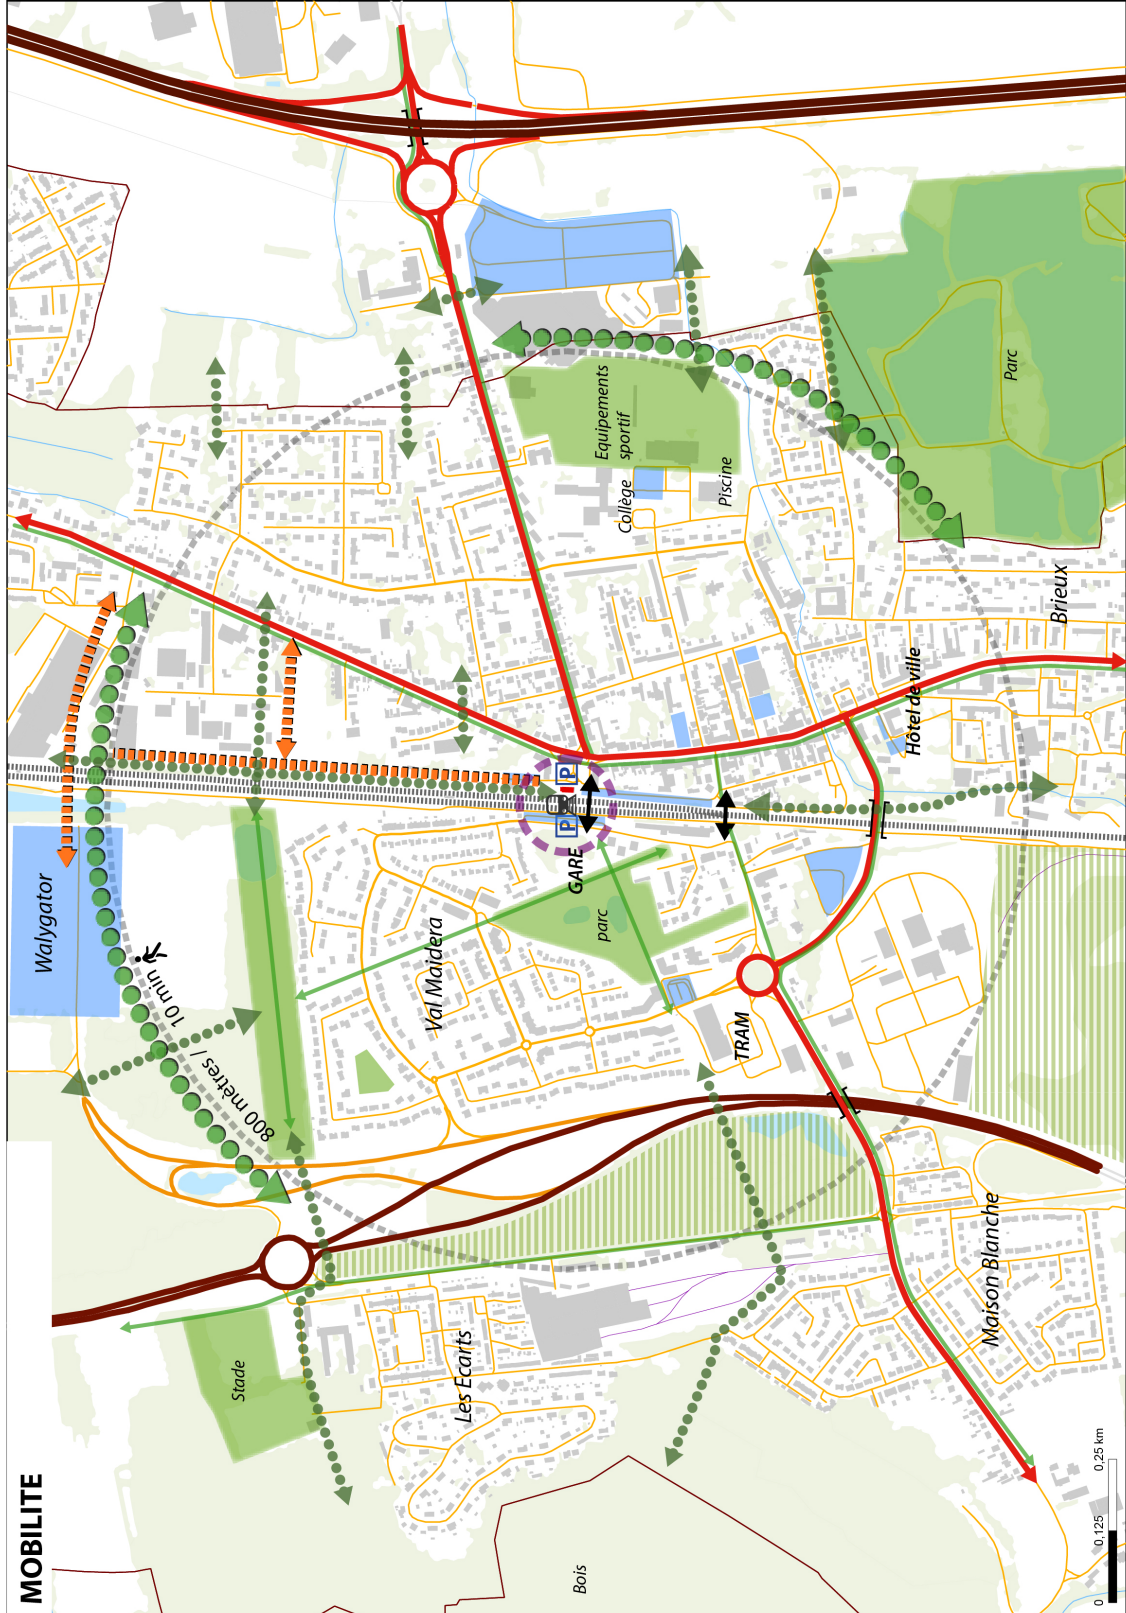 MOBILITE
Walygator
10 min
800 mètres /
Stade
Les Ecarts
Bois
Val Maidera
GARE
P
P
parc
TRAM
Maison Blanche
Hôtel de ville
Brieux
Parc
Equipements
sportif
Collège
Piscine
0
0,125
0,25 km